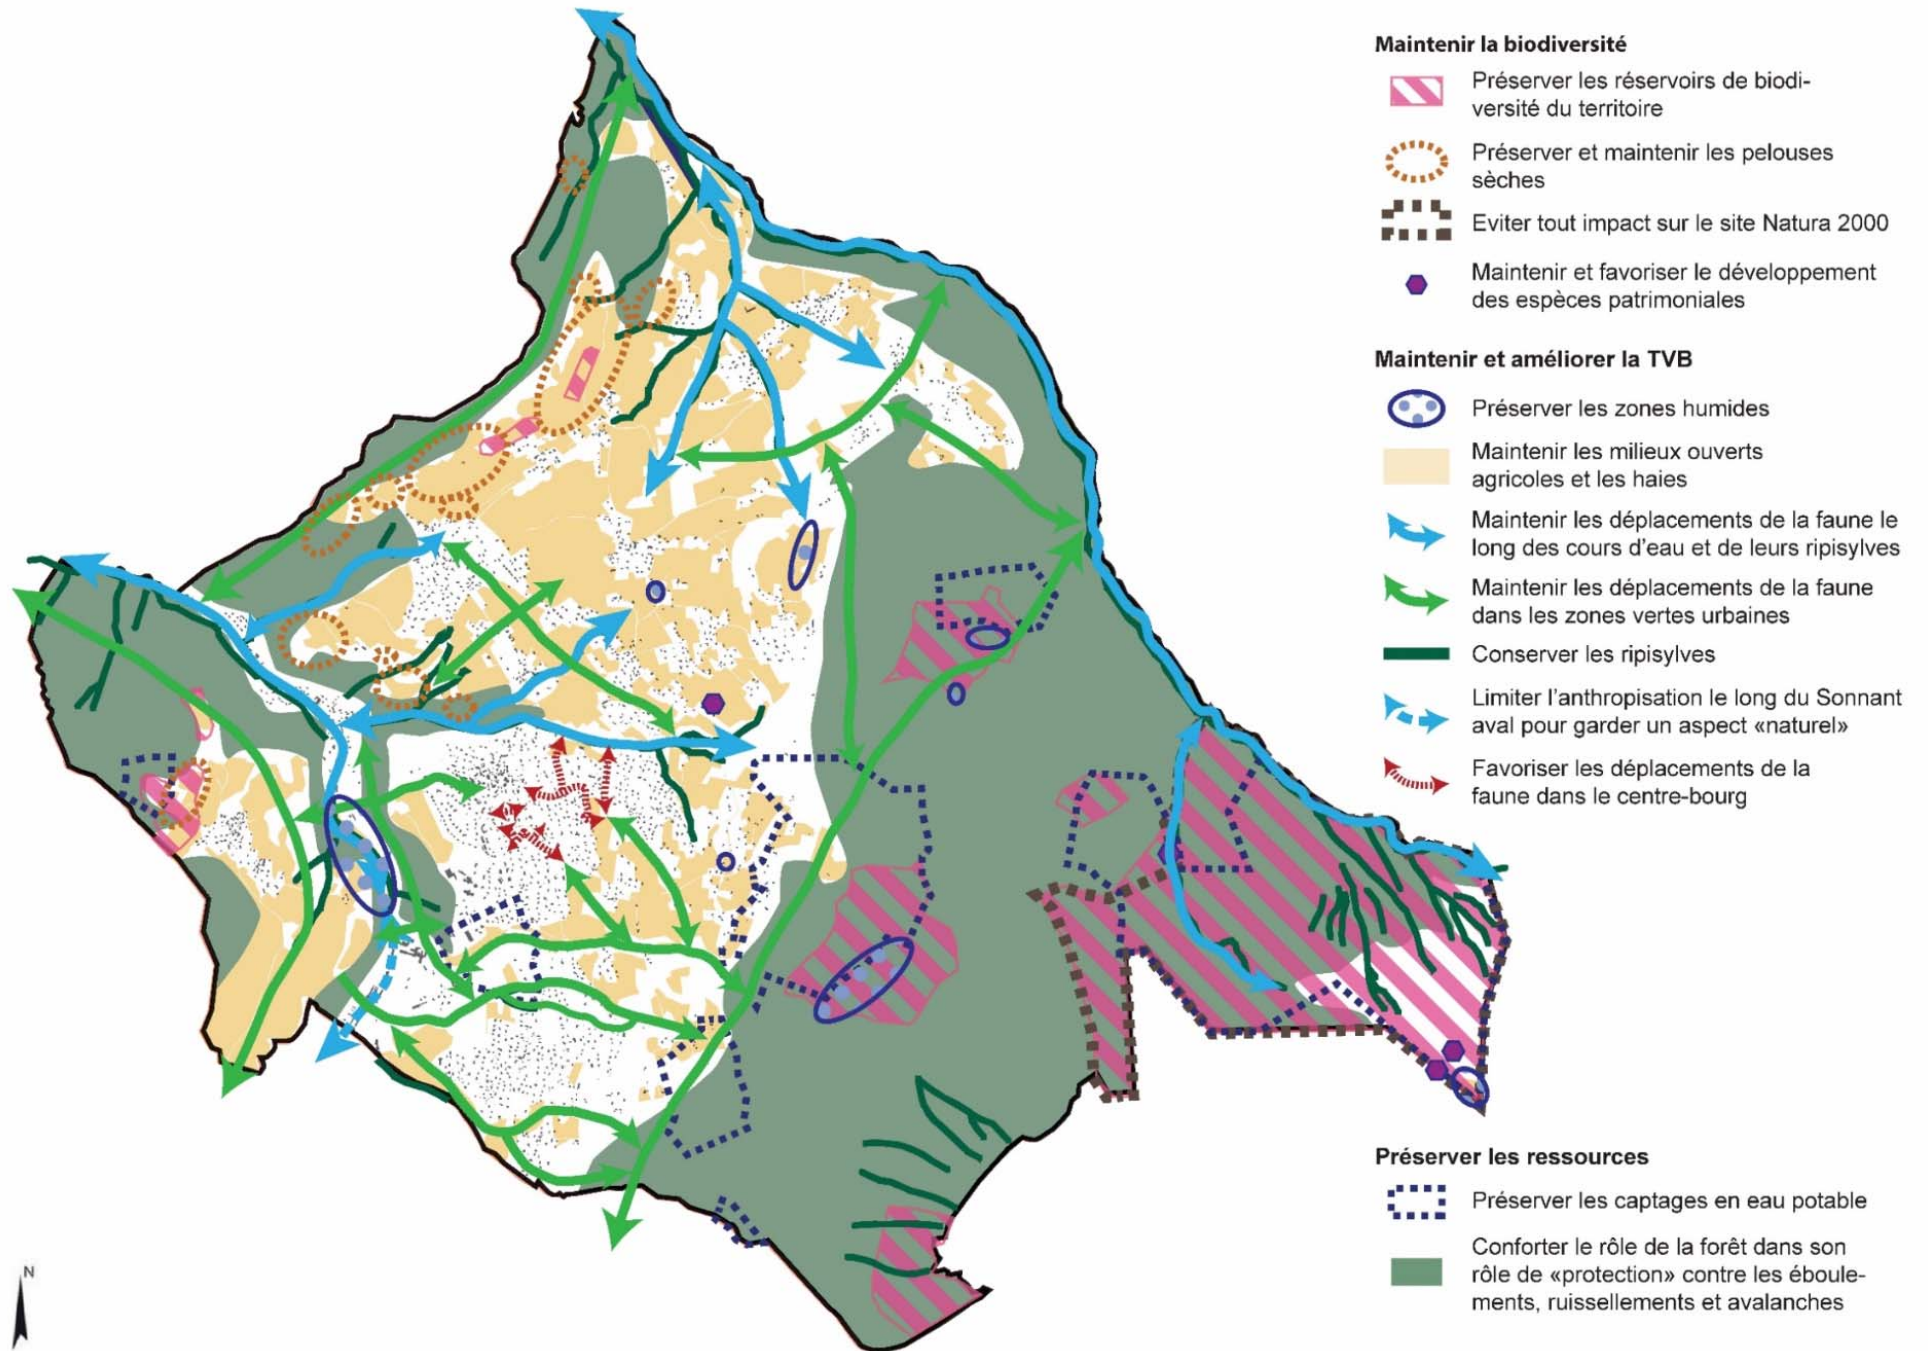 Maintenir la biodiversité
Préserver les réservoirs de biodi-
versité du territoire
Préserver et maintenir les pelouses
sèches
Eviter tout impact sur le site Natura 2000
Maintenir et favoriser le développement
des espèces patrimoniales
Maintenir et améliorer la TVB
Préserver les zones humides
Maintenir les milieux ouverts
agricoles et les haies
Maintenir les déplacements de la faune le
long des cours d'eau et de leurs ripisylves
Maintenir les déplacements de la faune
dans les zones vertes urbaines
Conserver les ripisylves
Limiter l'anthropisation le long du Sonnant
aval pour garder un aspect «naturel»
Favoriser les déplacements de la
faune dans le centre-bourg
Préserver les ressources
Préserver les captages en eau potable
Conforter le rôle de la forêt dans son
rôle de «protection» contre les éboule-
ments, ruissellements et avalanches
N